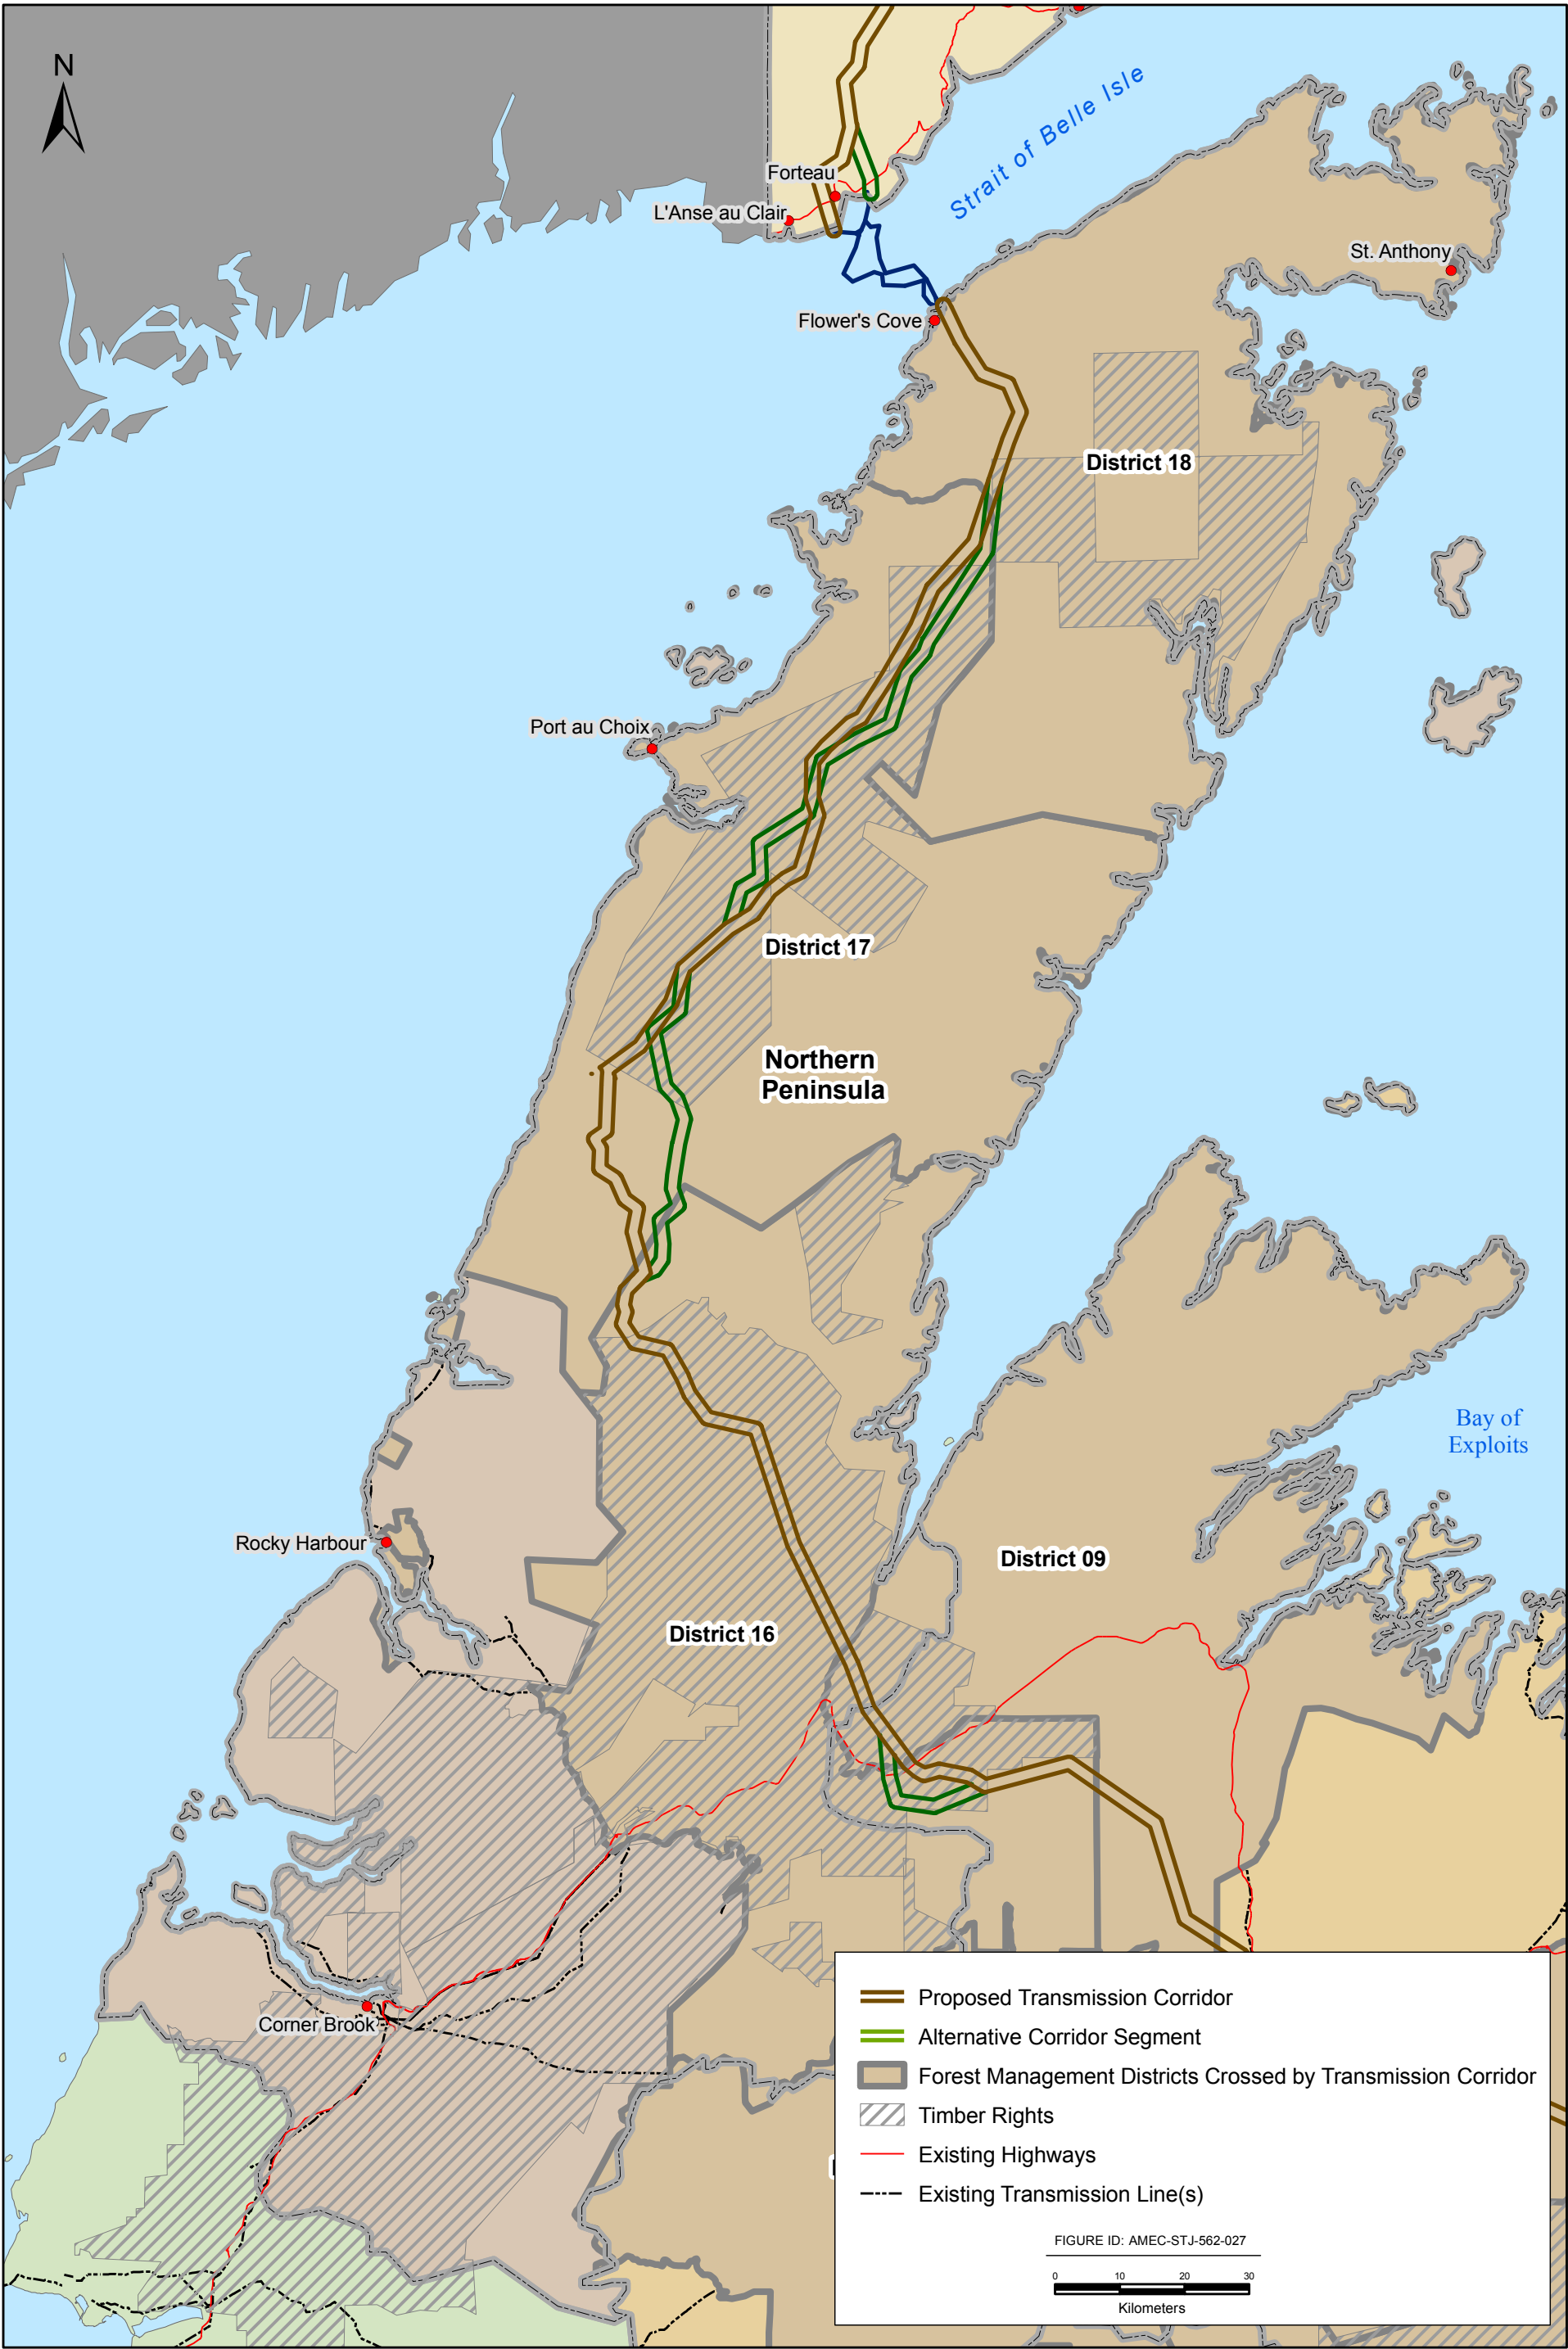 N
Strait of Belle Isle
Forteau
L'Anse au Clair
St. Anthony
Flower's Cove
District 18
Port au Choix
District 17
Northern
Peninsula
Bay of
Exploits
Rocky Harbour
District 09
District 16
Corner Brook
Proposed Transmission Corridor
Alternative Corridor Segment
Forest Management Districts Crossed by Transmission Corridor
Timber Rights
Existing Highways
Existing Transmission Line(s)
FIGURE ID: AMEC-STJ-562-027
0 10 20 30
Kilometers